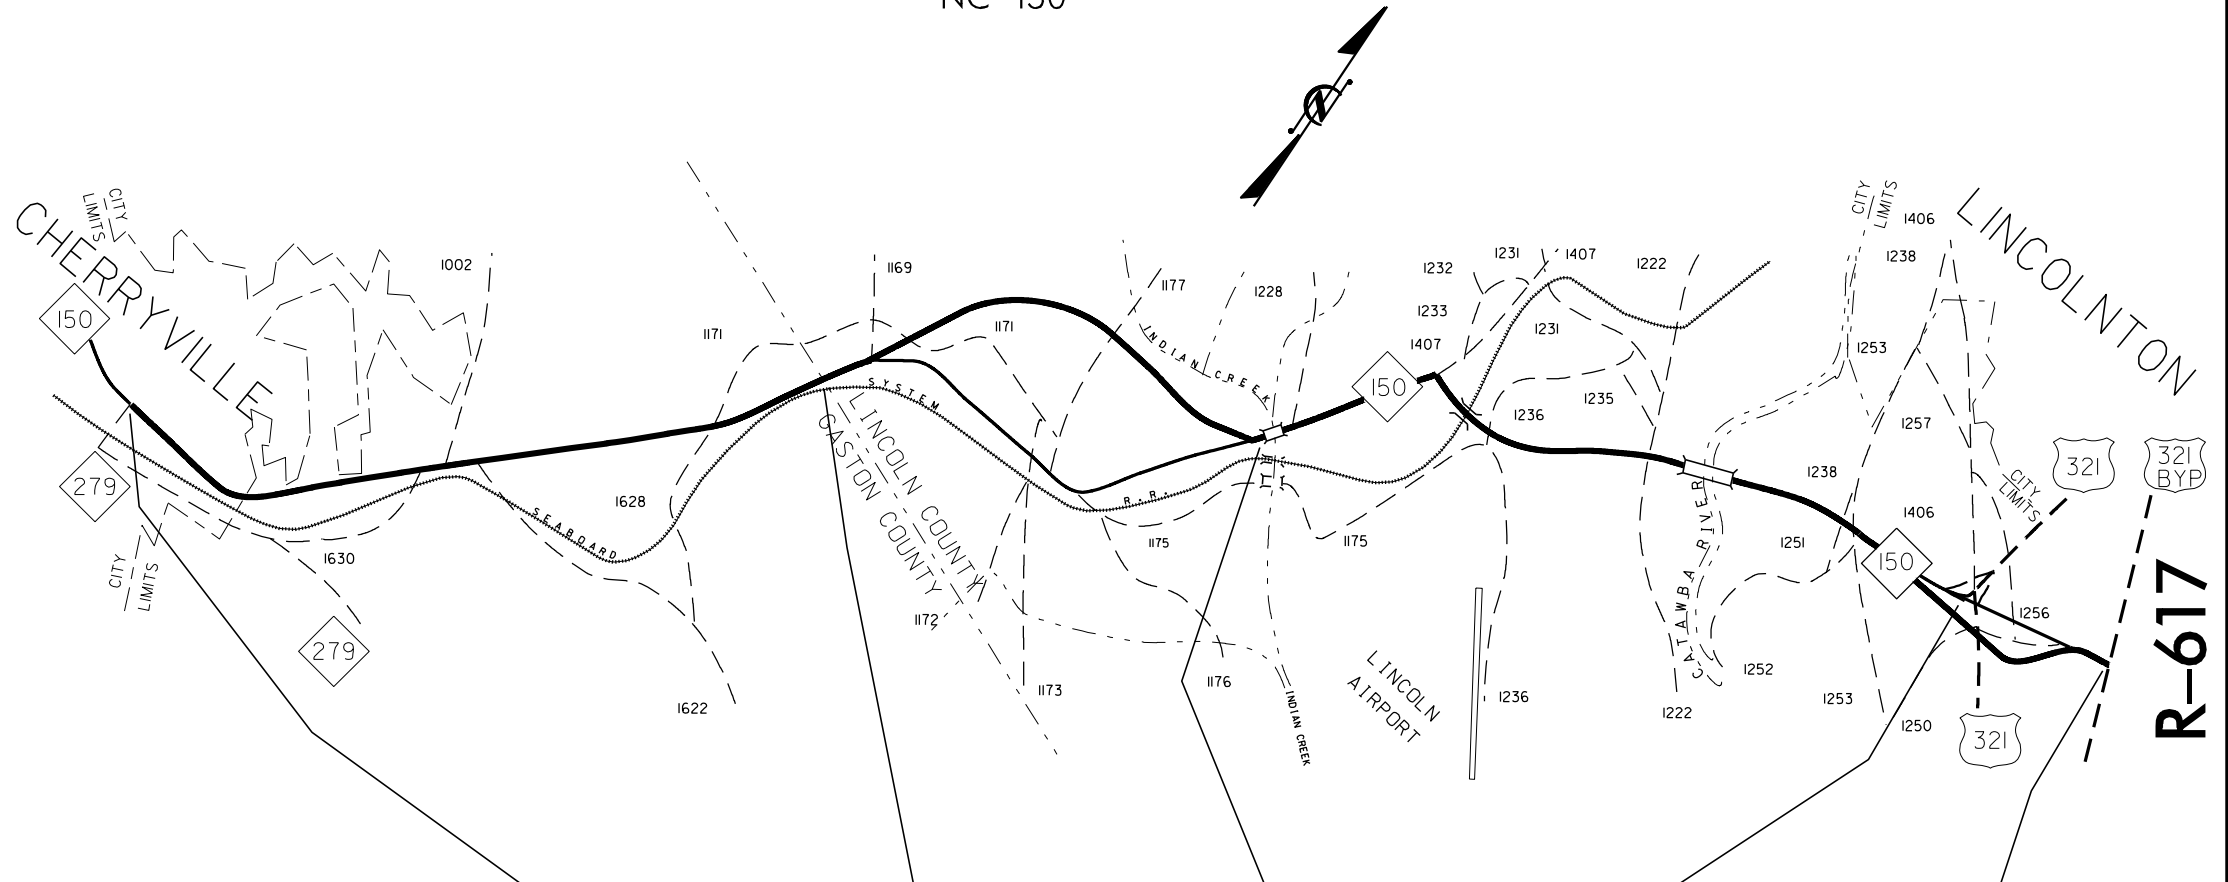 NC 150
CHERRYVILLE
CITY
LIMITS
150
279
CITY
LIMITS
1630
279
1002
1171
1628
SEABOARD
SYSTEM
R.R.
1622
1169
1171
LINCOLN COUNTY
GASTON COUNTY
1172
1173
1177
1175
1176
1228
INDIAN CREEK
INDIAN CREEK
1175
150
1407
1233
1232
1231
1407
1222
1231
1235
1236
1236
LINCOLN
AIRPORT
CATAWBA RIVER
1222
1238
1251
1252
1253
1250
CITY
LIMITS
1406
1238
1253
1257
1406
150
1256
LINCOLNTON
CITY
LIMITS
321
321
BYP
321
R-617